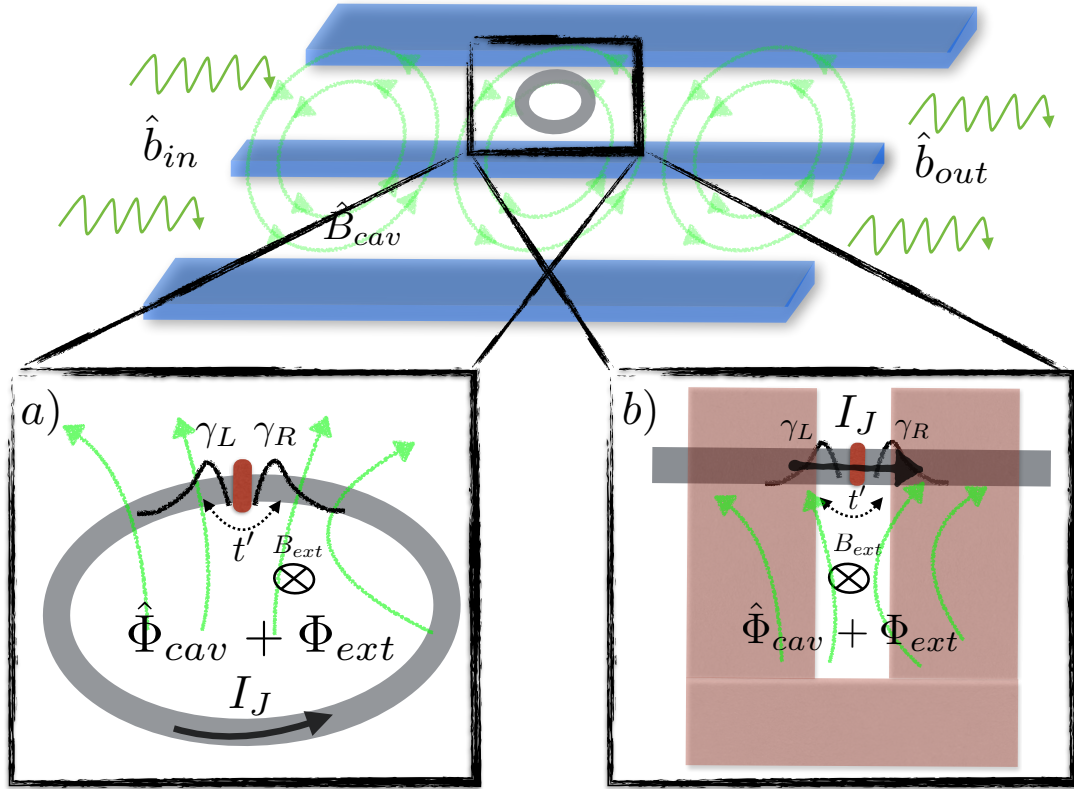 b̂_in
b̂_out
B̂_cav
a)
γ_L γ_R
t′
B_ext
Φ̂_cav + Φ_ext
I_J
b)
I_J
γ_L γ_R
t′
B_ext
Φ̂_cav + Φ_ext